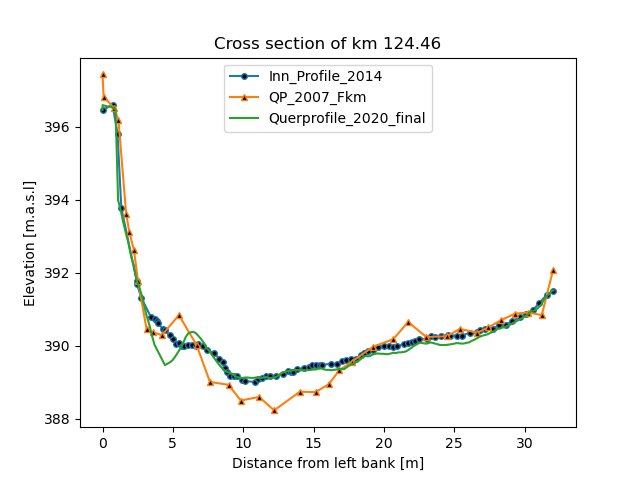 Cross section of km 124.46
Inn_Profile_2014
QP_2007_Fkm
Querprofile_2020_final
Elevation [m.a.s.l]
396
394
392
390
388
0 5 10 15 20 25 30
Distance from left bank [m]